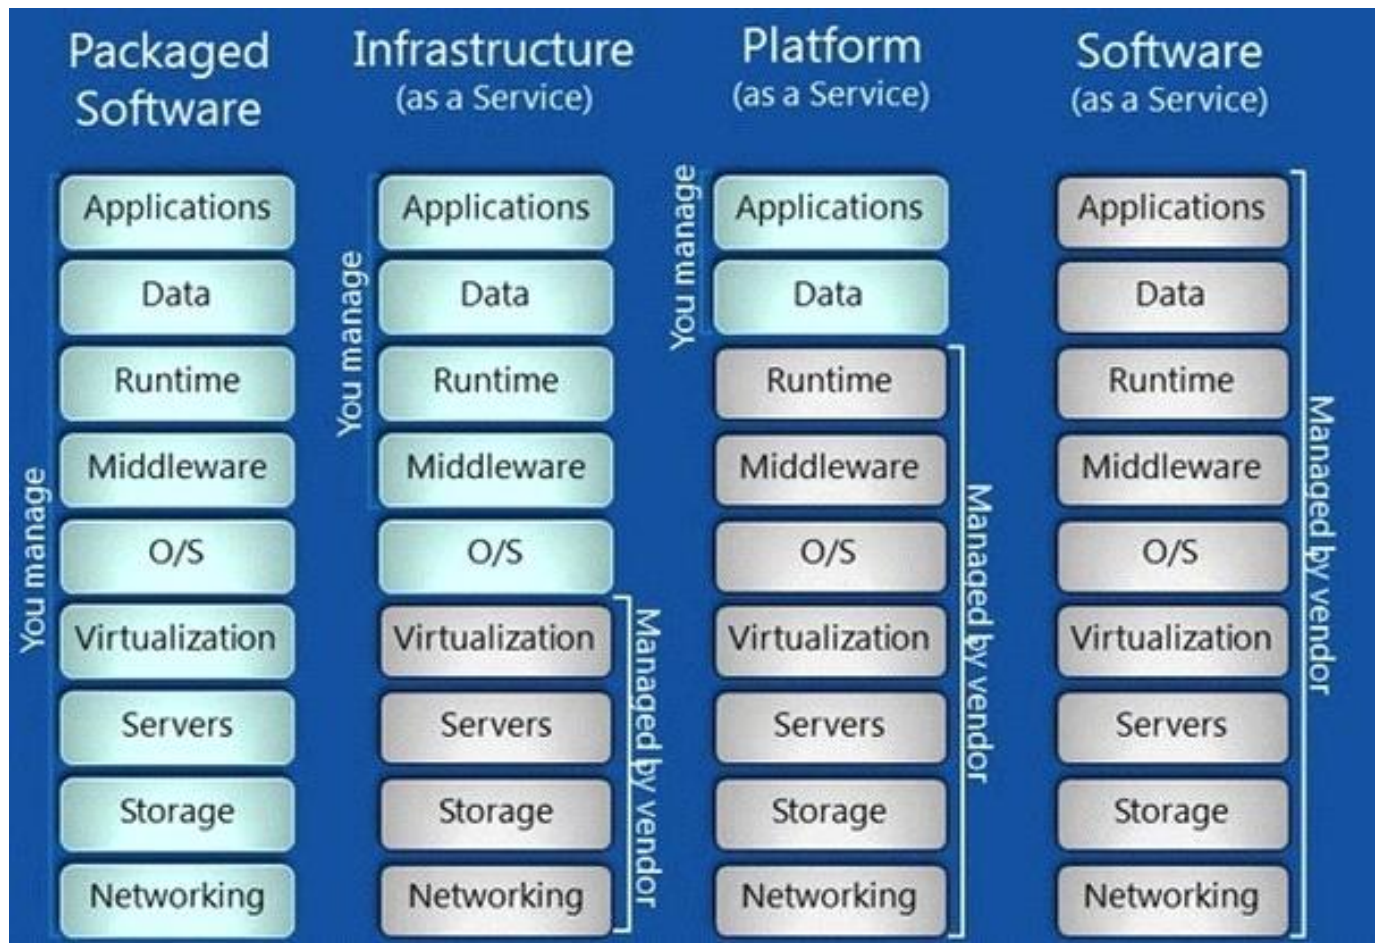 Packaged
Software
You manage
Applications
Data
Runtime
Middleware
O/S
Virtualization
Servers
Storage
Networking
Infrastructure
(as a Service)
You manage
Applications
Data
Runtime
Middleware
O/S
Virtualization
Servers
Storage
Networking
Managed by vendor
Platform
(as a Service)
You manage
Applications
Data
Runtime
Middleware
O/S
Virtualization
Servers
Storage
Networking
Managed by vendor
Software
(as a Service)
Applications
Data
Runtime
Middleware
O/S
Virtualization
Servers
Storage
Networking
Managed by vendor